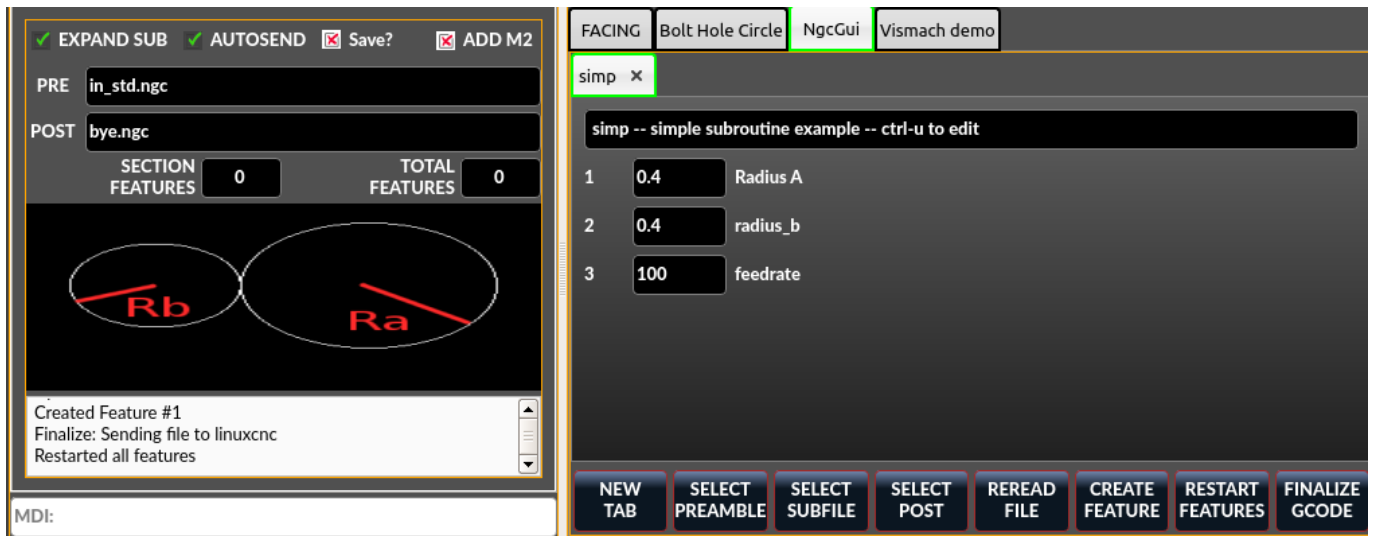 EXPAND SUB AUTOSEND Save? ADD M2
PRE in_std.ngc
POST bye.ngc
SECTION FEATURES 0 TOTAL FEATURES 0
Rb
Ra
Created Feature #1
Finalize: Sending file to linuxcnc
Restarted all features
MDI:
FACING Bolt Hole Circle NgcGui Vismach demo
simp ×
simp -- simple subroutine example -- ctrl-u to edit
1 0.4 Radius A
2 0.4 radius_b
3 100 feedrate
NEW TAB
SELECT PREAMBLE
SELECT SUBFILE
SELECT POST
REREAD FILE
CREATE FEATURE
RESTART FEATURES
FINALIZE GCODE